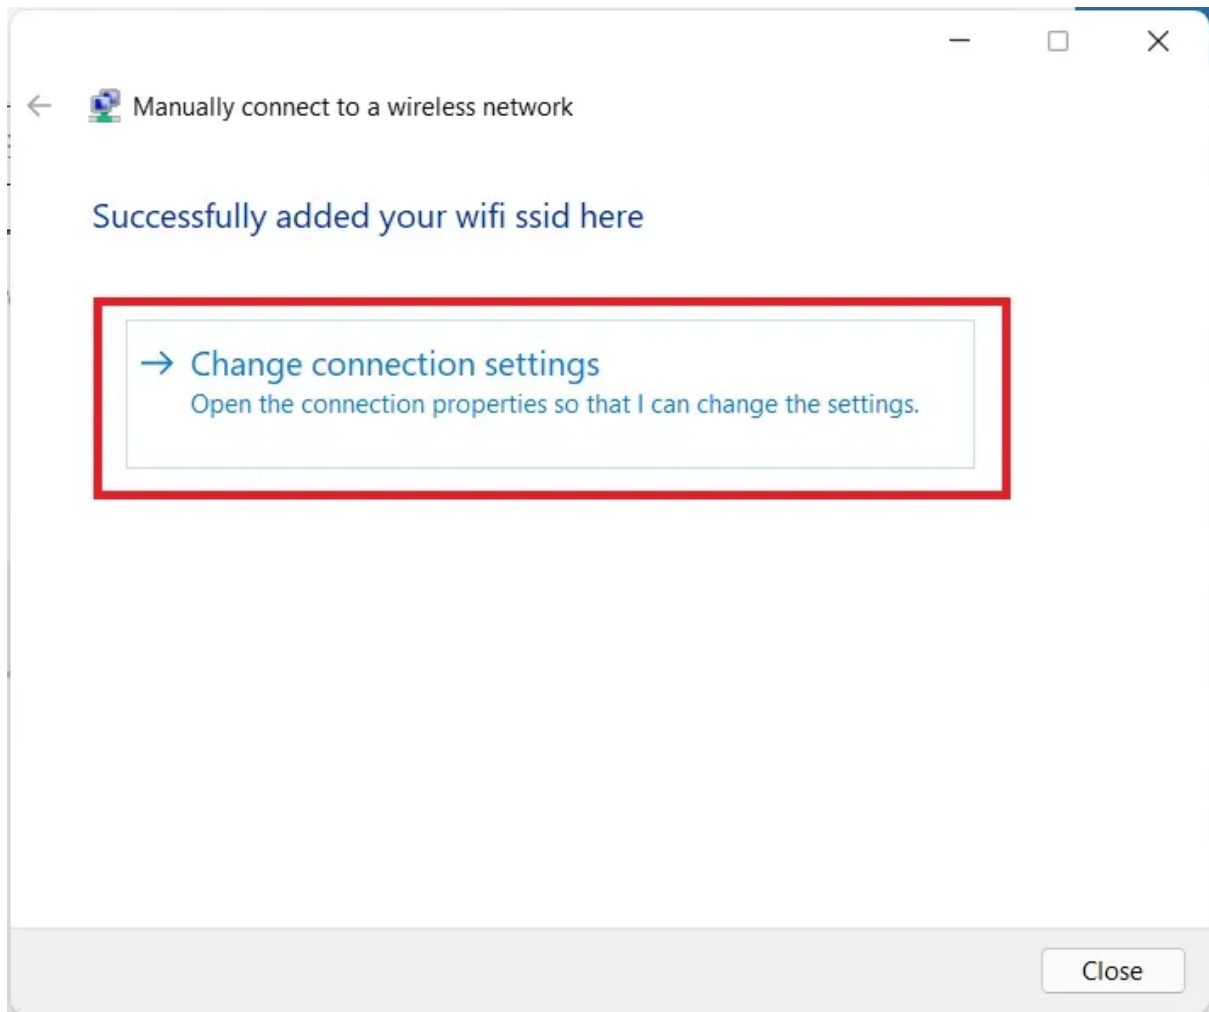 Manually connect to a wireless network
Successfully added your wifi ssid here
Change connection settings
Open the connection properties so that I can change the settings.
Close